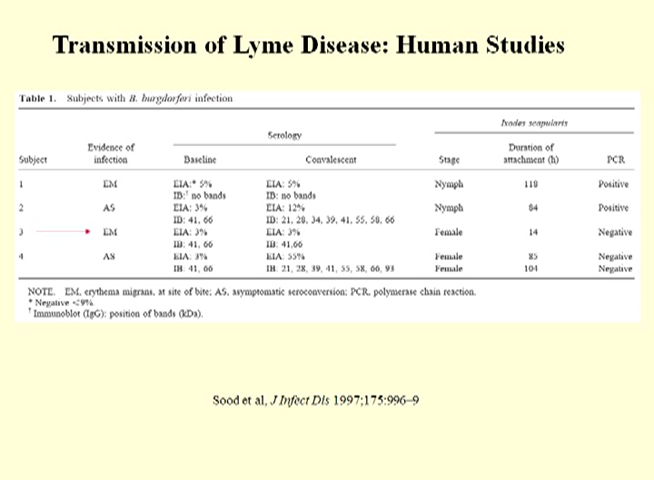 Transmission of Lyme Disease: Human Studies
Table 1. Subjects with B. burgdorferi infection
Ixodes scapularis
Serology
Evidence of Duration of
Subject infection Baseline Convalescent Stage attachment (h) PCR
1 EM EIA:* 5% EIA: 5% Nymph 119 Positive
IB:† no bands IB: no bands
2 AS EIA: 3% EIA: 12% Nymph 64 Positive
IB: 41, 66 IB: 21, 28, 34, 39, 41, 55, 58, 66
3 EM EIA: 3% EIA: 3% Female 14 Negative
IB: 41, 66 IB: 41,66
4 AS EIA: 3% EIA: 55% Female 85 Negative
IB: 41, 66 IB: 21, 28, 39, 41, 55, 58, 66, 93 Female 104 Negative
NOTE. EM, erythema migrans, at site of bite; AS, asymptomatic seroconversion; PCR, polymerase chain reaction.
* Negative <9%.
† Immunoblot (IgG); position of bands (kDa).
Sood et al, J Infect Dis 1997;175:996–9